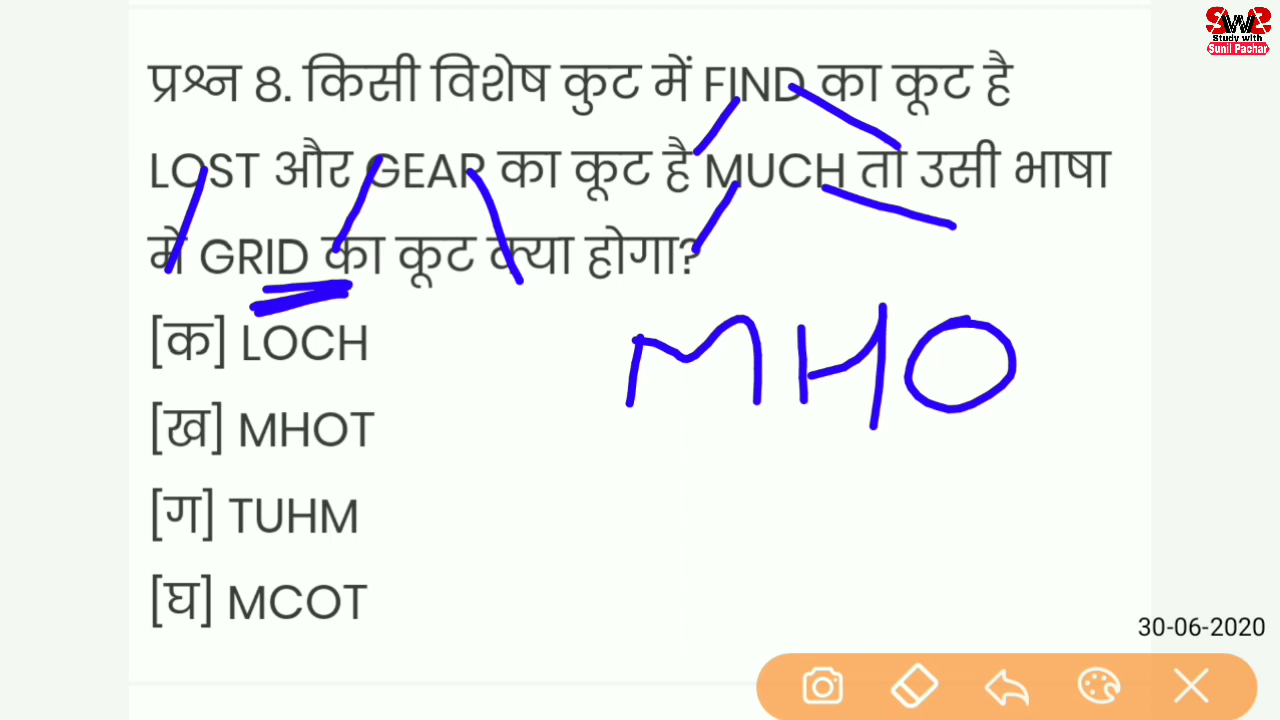 SWS
Study with
Sunil Pachar
प्रश्न 8. किसी विशेष कुट में FIND का कूट है
LOST और GEAR का कूट है MUCH तो उसी भाषा
मे GRID का कूट क्या होगा?
[क] LOCH
MHO
[ख] MHOT
[ग] TUHM
[घ] MCOT
30-06-2020